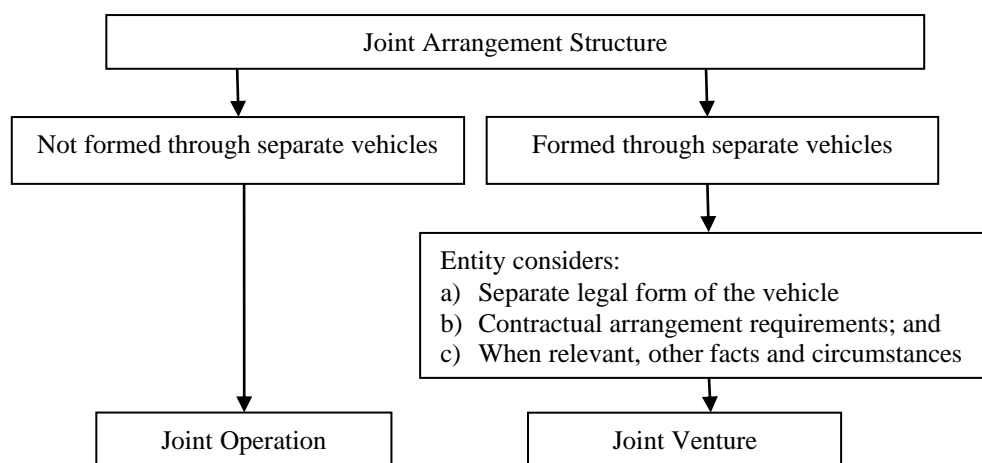 Joint Arrangement Structure
Not formed through separate vehicles
Formed through separate vehicles
Entity considers:
a) Separate legal form of the vehicle
b) Contractual arrangement requirements; and
c) When relevant, other facts and circumstances
Joint Operation
Joint Venture